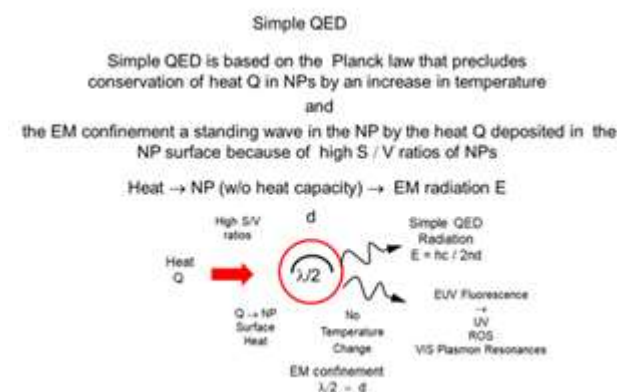 Simple QED
Simple QED is based on the Planck law that precludes
conservation of heat Q in NPs by an increase in temperature
and
the EM confinement a standing wave in the NP by the heat Q deposited in the
NP surface because of high S / V ratios of NPs
Heat → NP (w/o heat capacity) → EM radiation E
High S/V
ratios
d
Simple QED
Radiation
E = hc / 2nd
Heat
Q
λ/2
EUV Fluorescence
→
UV
ROS
VIS Plasmon Resonances
Q → NP
Surface
Heat
No
Temperature
Change
EM confinement
λ/2 = d